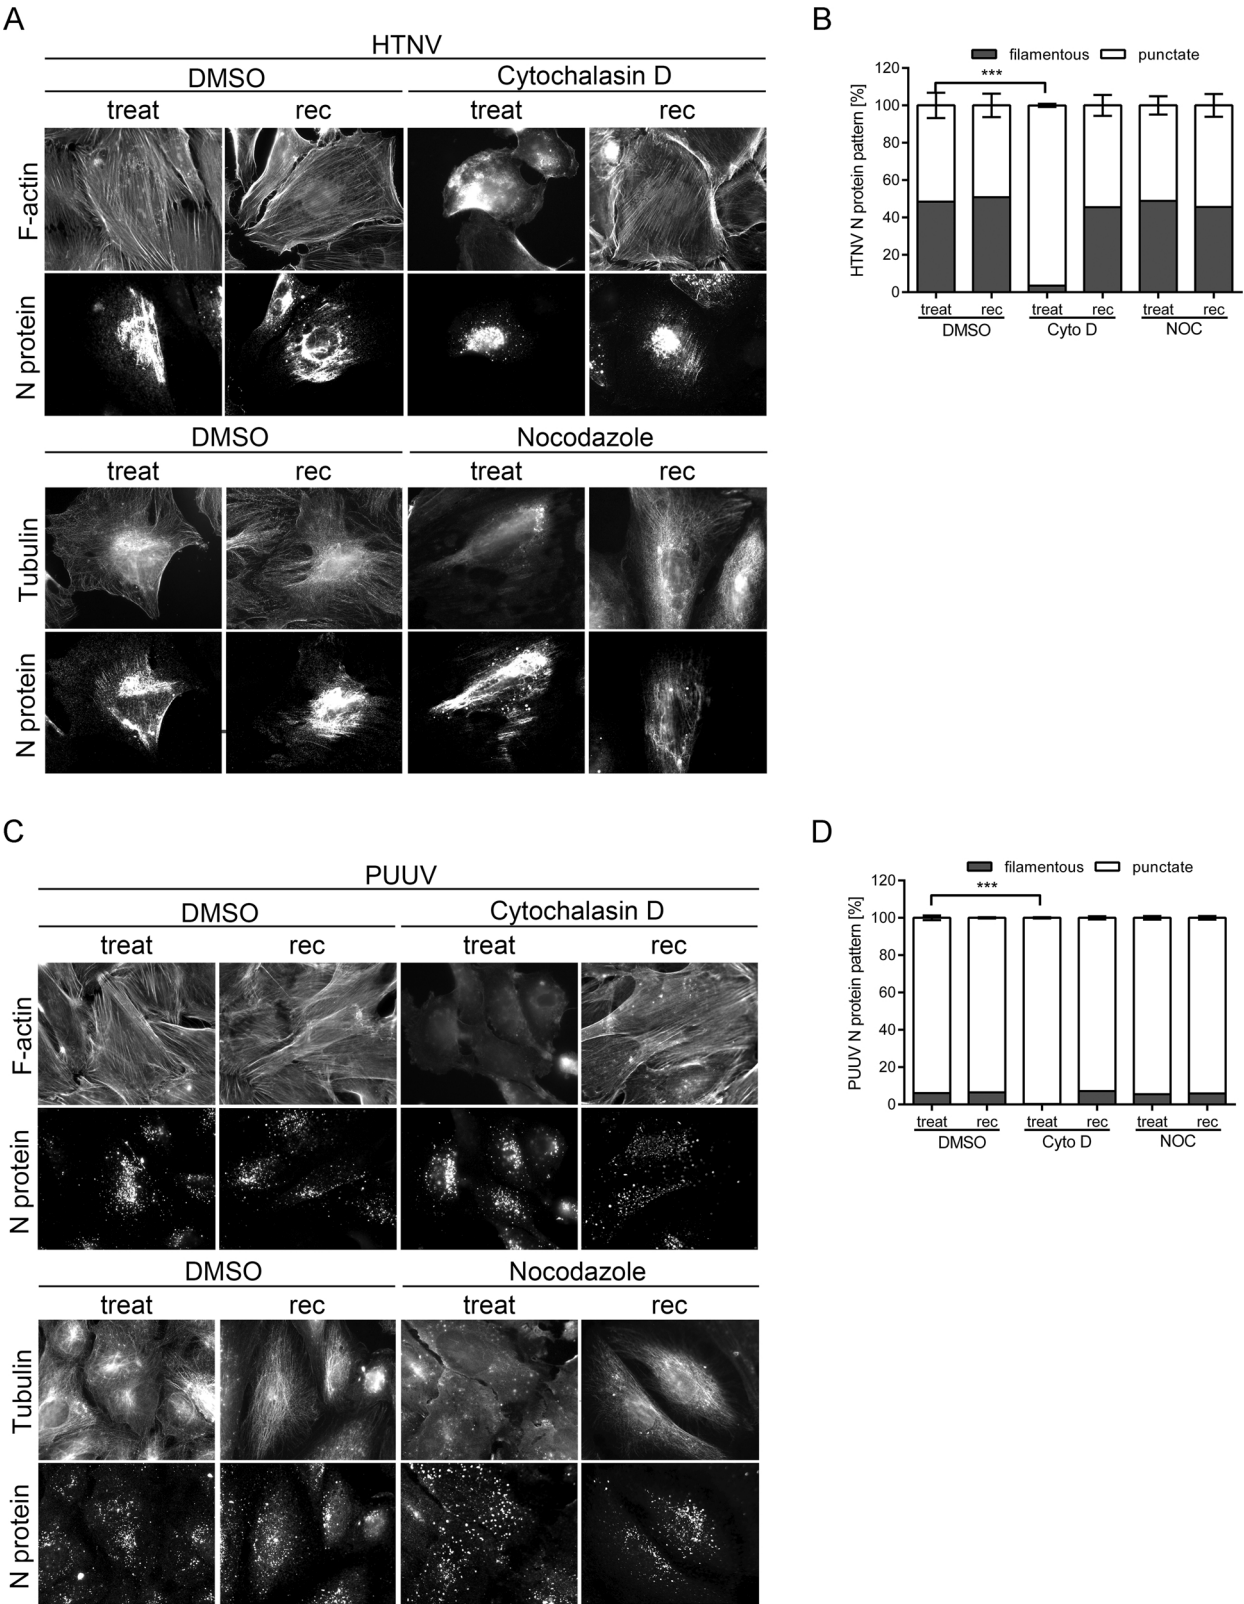 A
HTNV
DMSO Cytochalasin D
treat rec treat rec
F-actin
N protein
DMSO Nocodazole
treat rec treat rec
Tubulin
N protein
B
filamentous punctate
***
HTNV N protein pattern [%]
120
100
80
60
40
20
0
treat rec treat rec treat rec
DMSO Cyto D NOC
C
PUUV
DMSO Cytochalasin D
treat rec treat rec
F-actin
N protein
DMSO Nocodazole
treat rec treat rec
Tubulin
N protein
D
filamentous punctate
***
PUUV N protein pattern [%]
120
100
80
60
40
20
0
treat rec treat rec treat rec
DMSO Cyto D NOC